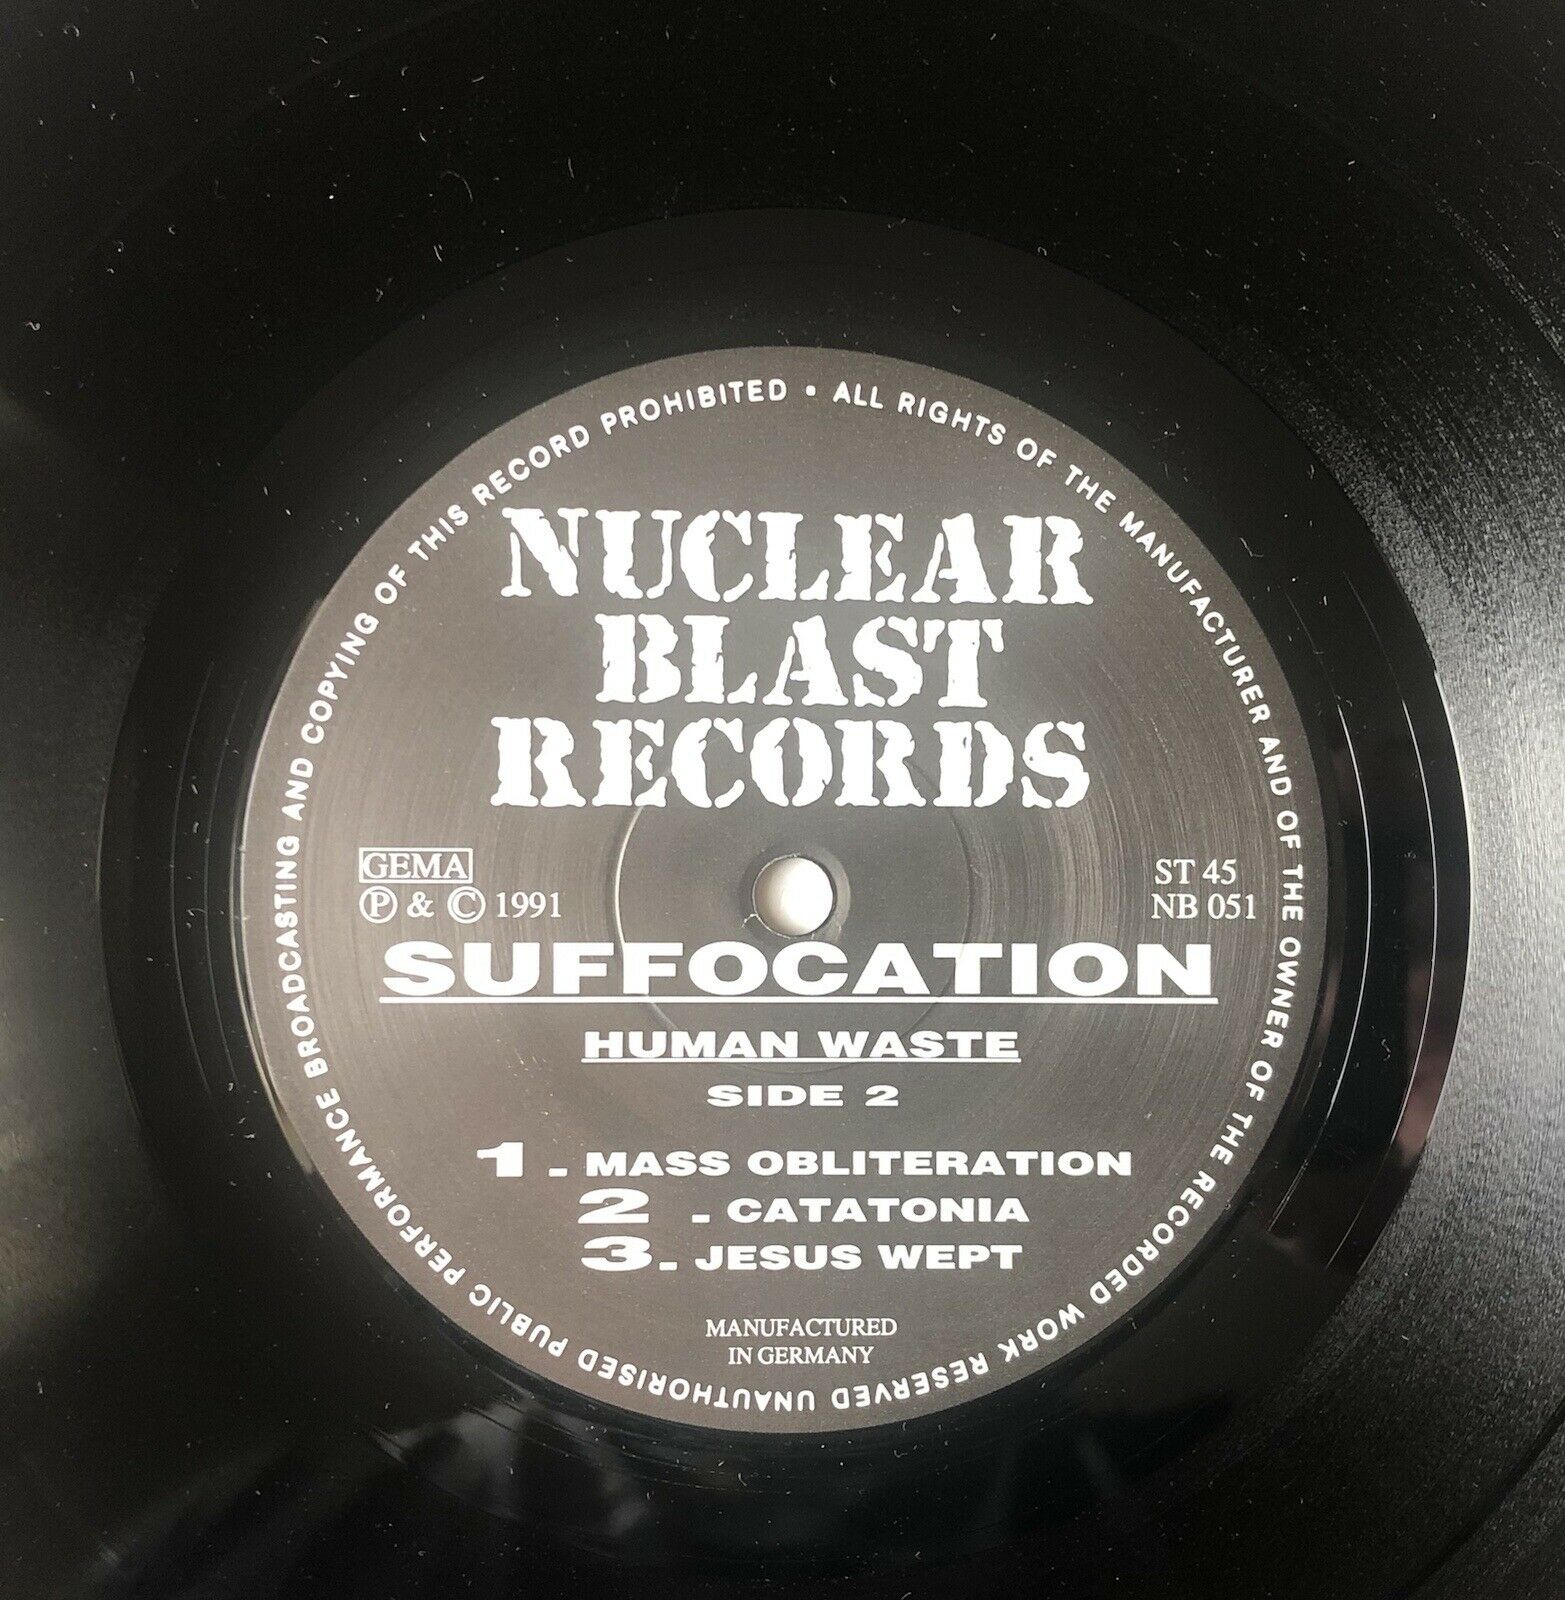 NUCLEAR
BLAST
RECORDS
GEMA
Ⓟ & © 1991
ST 45
NB 051
SUFFOCATION
HUMAN WASTE
SIDE 2
1. MASS OBLITERATION
2. CATATONIA
3. JESUS WEPT
MANUFACTURED
IN GERMANY
ALL RIGHTS OF THE MANUFACTURER AND OF THE OWNER OF THE RECORDED WORK RESERVED UNAUTHORISED PUBLIC PERFORMANCE BROADCASTING AND COPYING OF THIS RECORD PROHIBITED •